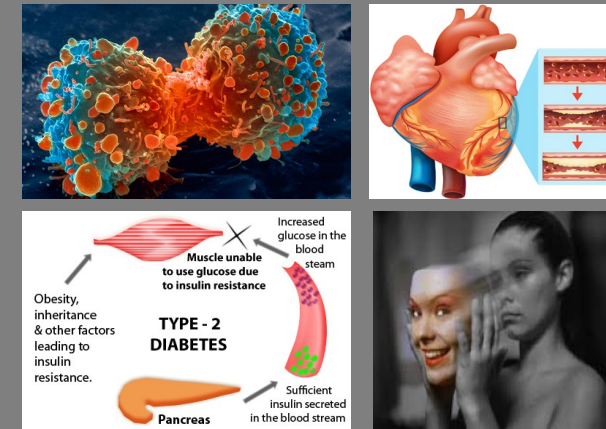 Increased
glucose in the
blood
steam
Muscle unable
to use glucose due
to insulin resistance
Obesity,
inheritance
& other factors
leading to
insulin
resistance.
TYPE - 2
DIABETES
Sufficient
insulin secreted
in the blood stream
Pancreas